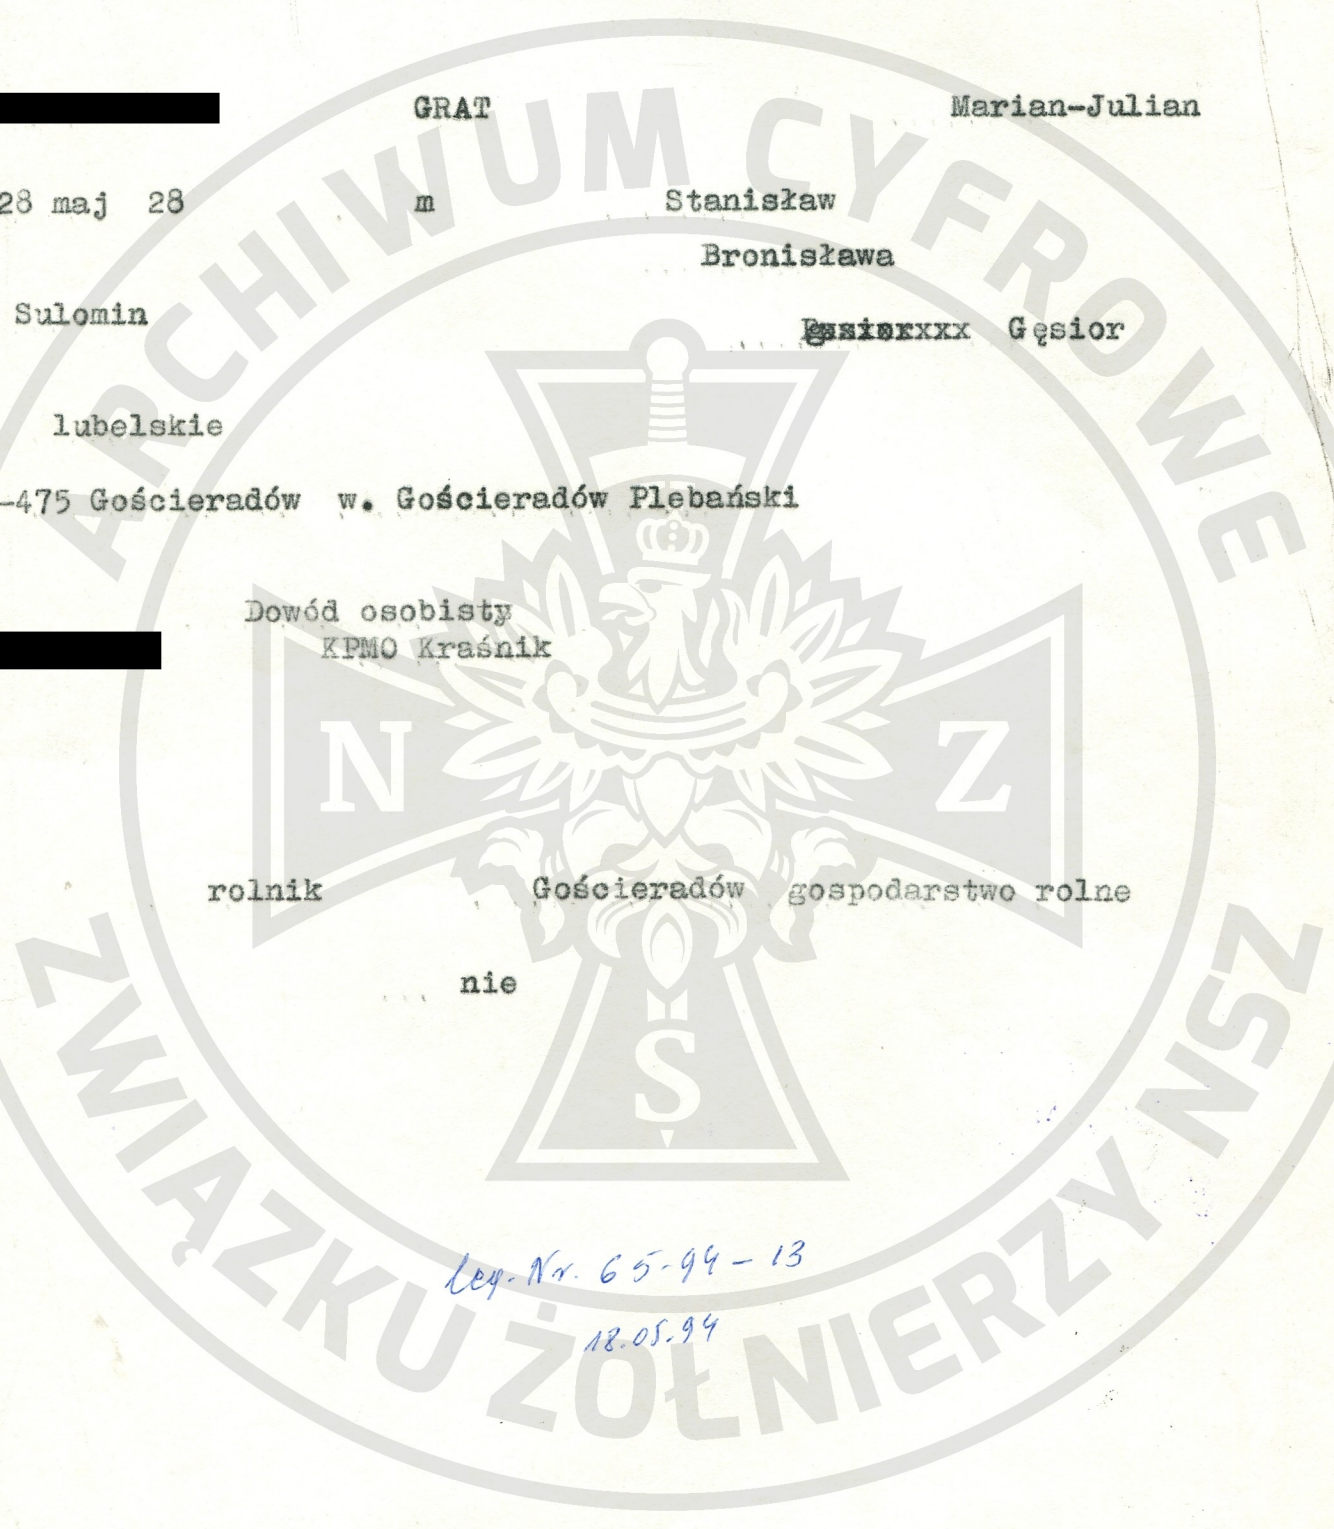 GRAT Marian-Julian
28 maj 28 m Stanisław
Bronisława
Sulomin
Gęsior
lubelskie
-475 Gościeradów w. Gościeradów Plebański
Dowód osobisty
KPMO Kraśnik
rolnik Gościeradów gospodarstwo rolne
nie
Leg. Nr. 65-94-13
18.05.94
ARCHIWUM CYFROWE
ZWIĄZKU ŻOŁNIERZY NSZ
N Z
S